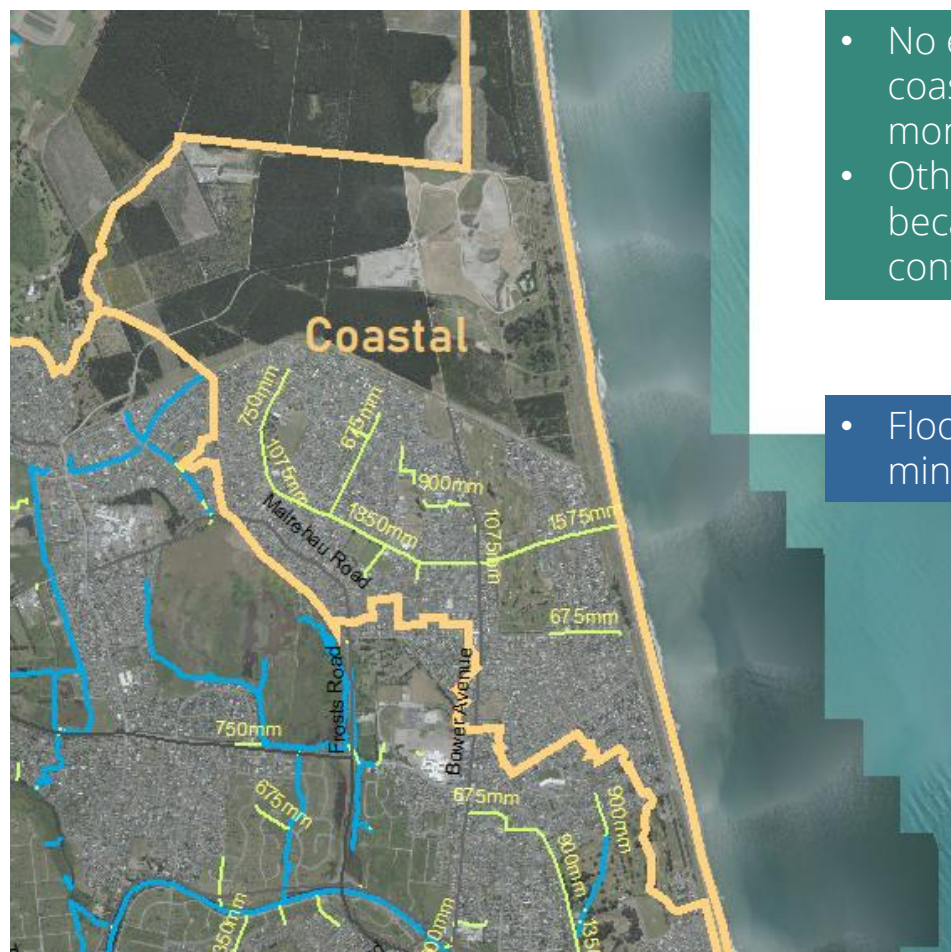 • No
coas
mor
• Oth
beca
con
Coastal
750mm
675mm
1075mm
900mm
1350mm
1075mm
1575mm
Mairehau Road
675mm
Frosts Road
Bower Avenue
750mm
675mm
675mm
900mm
900mm
• Floo
min